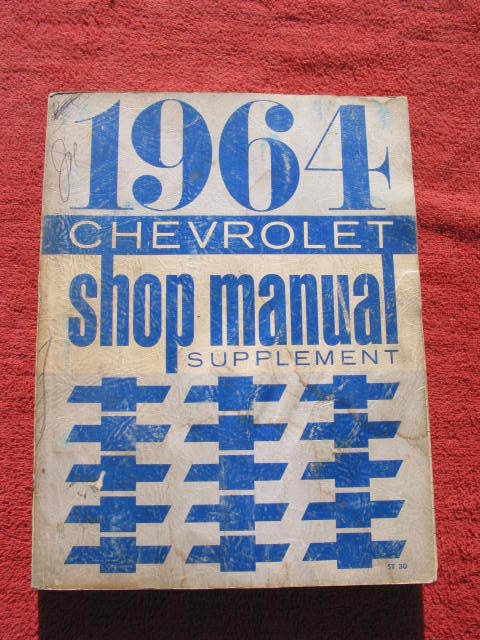 1964
CHEVROLET
shop manual
SUPPLEMENT
ST 30